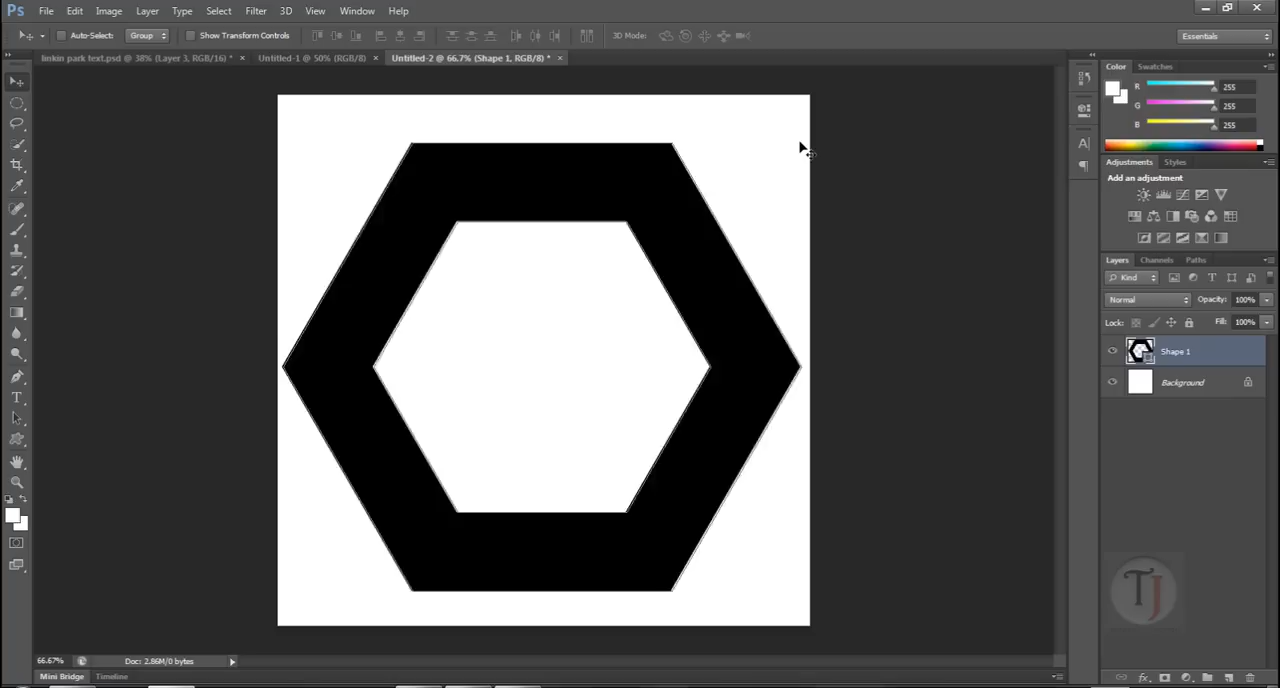 Ps File Edit Image Layer Type Select Filter 3D View Window Help
Auto-Select: Group Show Transform Controls 3D Mode: Essentials
linkin park text.psd @ 38% (Layer 3, RGB/16) * × Untitled-1 @ 50% (RGB/8) × Untitled-2 @ 66.7% (Shape 1, RGB/8) * ×
Color Swatches
R 255
G 255
B 255
Adjustments Styles
Add an adjustment
Layers Channels Paths
Kind
Normal Opacity: 100%
Lock: Fill: 100%
Shape 1
Background
TJ
66.67% Doc: 2.86M/0 bytes
Mini Bridge Timeline